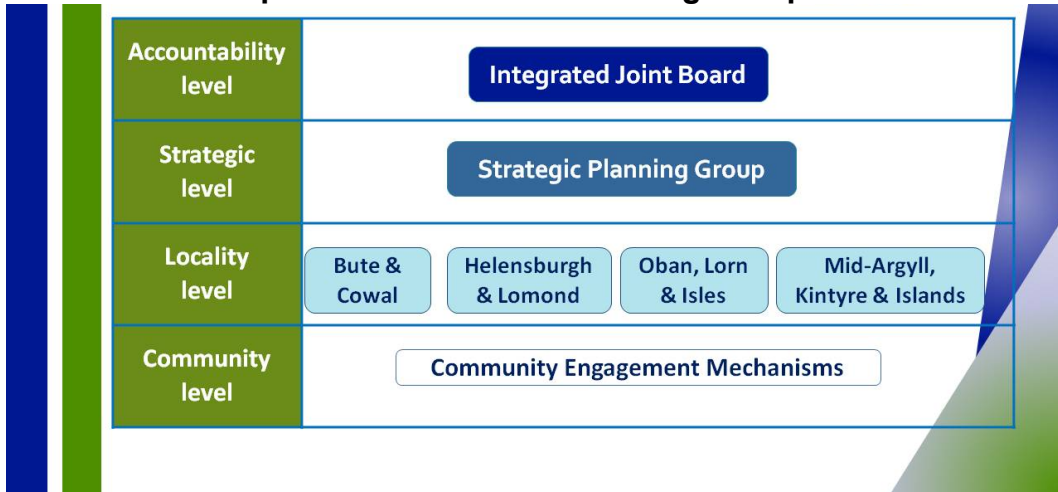 Accountability
level
Integrated Joint Board
Strategic
level
Strategic Planning Group
Locality
level
Bute &
Cowal
Helensburgh
& Lomond
Oban, Lorn
& Isles
Mid-Argyll,
Kintyre & Islands
Community
level
Community Engagement Mechanisms